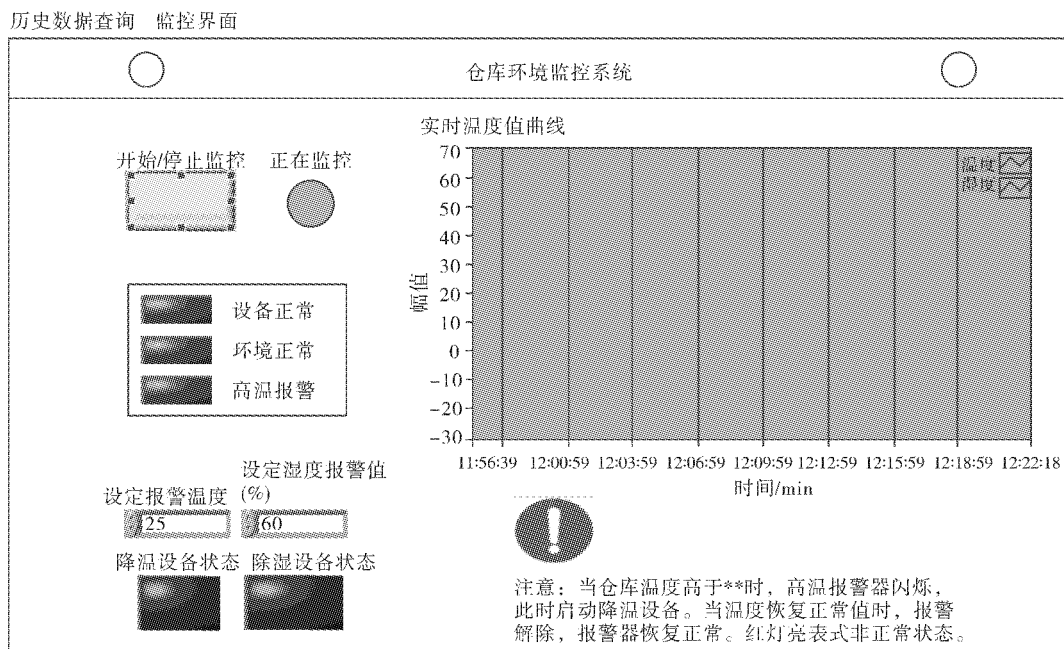 历史数据查询 监控界面
仓库环境监控系统
开始/停止监控 正在监控
设备正常
环境正常
高温报警
设定报警温度
设定湿度报警值
(%)
25 60
降温设备状态 除湿设备状态
实时温度值曲线
温度
湿度
幅值
70
60
50
40
30
20
10
0
-10
-20
-30
11:56:39 12:00:59 12:03:59 12:06:59 12:09:59 12:12:59 12:15:59 12:18:59 12:22:18
时间/min
注意：当仓库温度高于**时，高温报警器闪烁，
此时启动降温设备。当温度恢复正常值时，报警
解除，报警器恢复正常。红灯亮表式非正常状态。